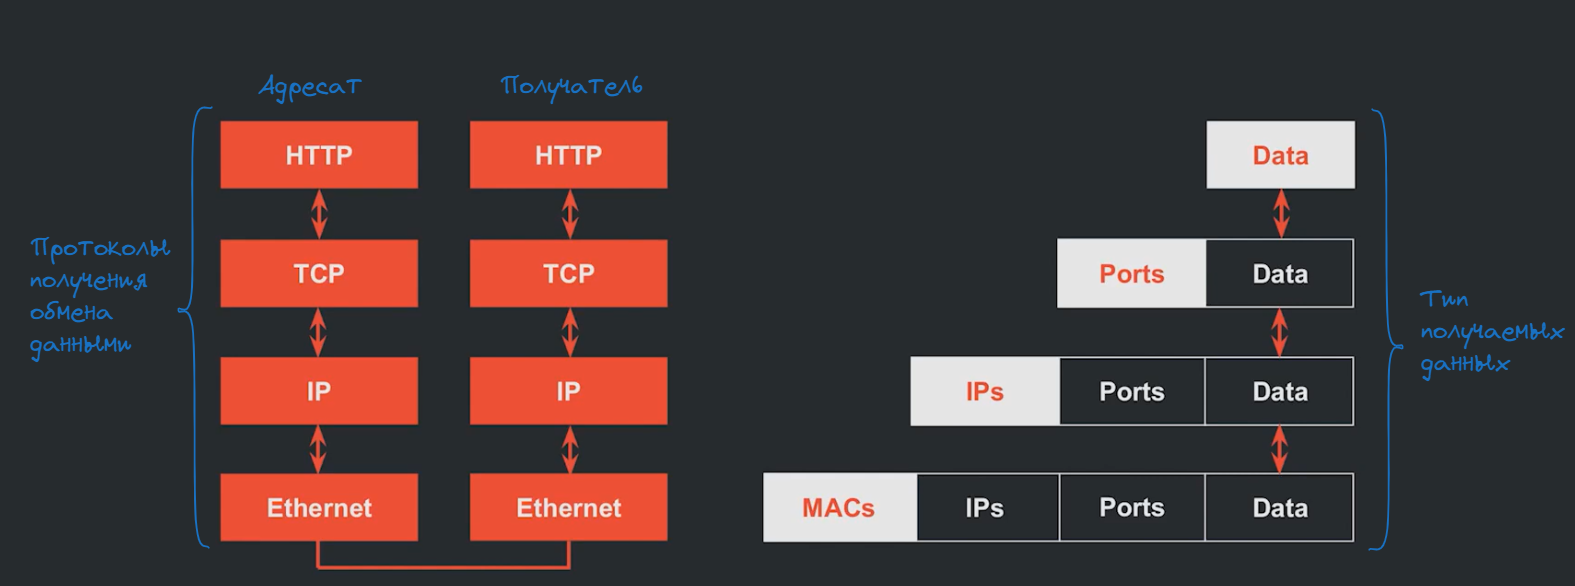 Адресат
Получатель
HTTP
HTTP
Data
TCP
TCP
Ports Data
Протоколы
получения
обмена
данными
Тип
получаемых
данных
IP
IP
IPs Ports Data
Ethernet
Ethernet
MACs IPs Ports Data